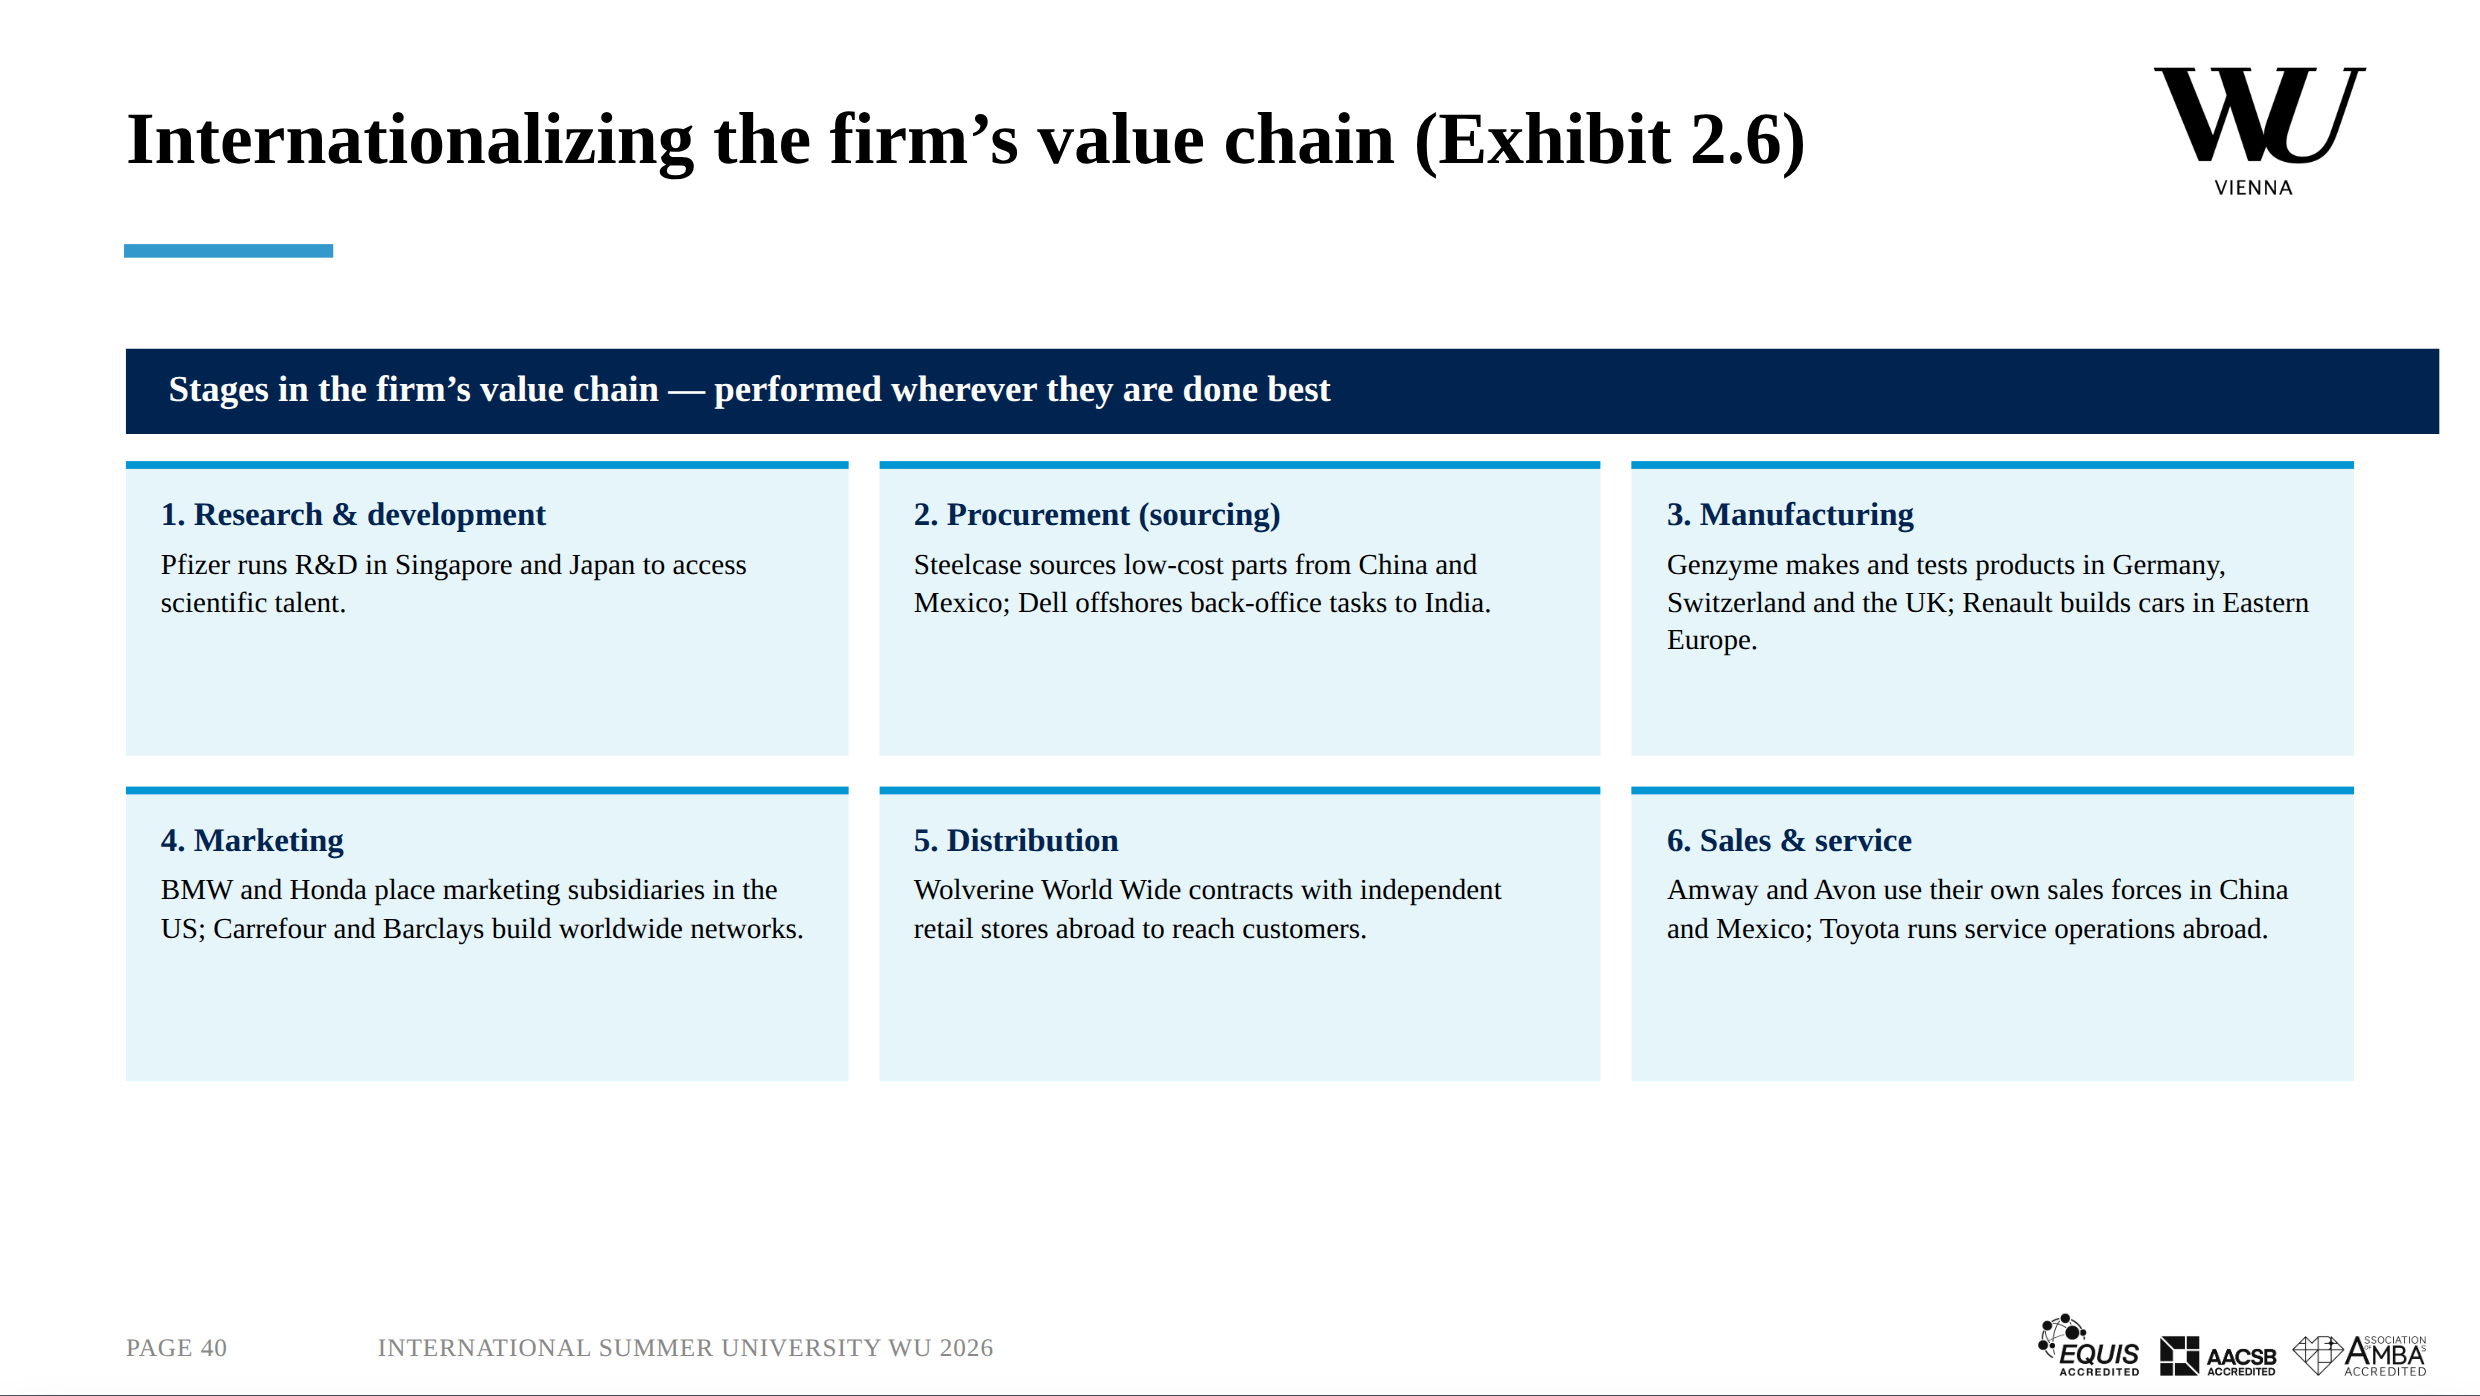 Internationalizing the firm’s value chain (Exhibit 2.6)
WU
VIENNA
Stages in the firm’s value chain — performed wherever they are done best
1. Research & development
Pfizer runs R&D in Singapore and Japan to access
scientific talent.
2. Procurement (sourcing)
Steelcase sources low-cost parts from China and
Mexico; Dell offshores back-office tasks to India.
3. Manufacturing
Genzyme makes and tests products in Germany,
Switzerland and the UK; Renault builds cars in Eastern
Europe.
4. Marketing
BMW and Honda place marketing subsidiaries in the
US; Carrefour and Barclays build worldwide networks.
5. Distribution
Wolverine World Wide contracts with independent
retail stores abroad to reach customers.
6. Sales & service
Amway and Avon use their own sales forces in China
and Mexico; Toyota runs service operations abroad.
PAGE 40
INTERNATIONAL SUMMER UNIVERSITY WU 2026
EQUIS
ACCREDITED
AACSB
ACCREDITED
ASSOCIATION
OF MBAS
ACCREDITED